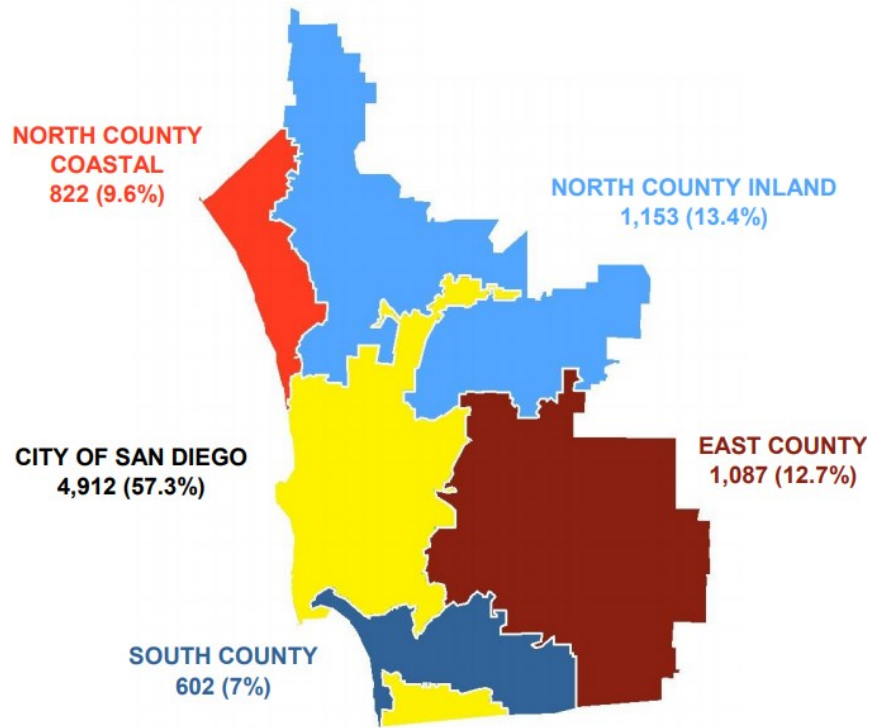 NORTH COUNTY
COASTAL
822 (9.6%)
NORTH COUNTY INLAND
1,153 (13.4%)
CITY OF SAN DIEGO
4,912 (57.3%)
EAST COUNTY
1,087 (12.7%)
SOUTH COUNTY
602 (7%)